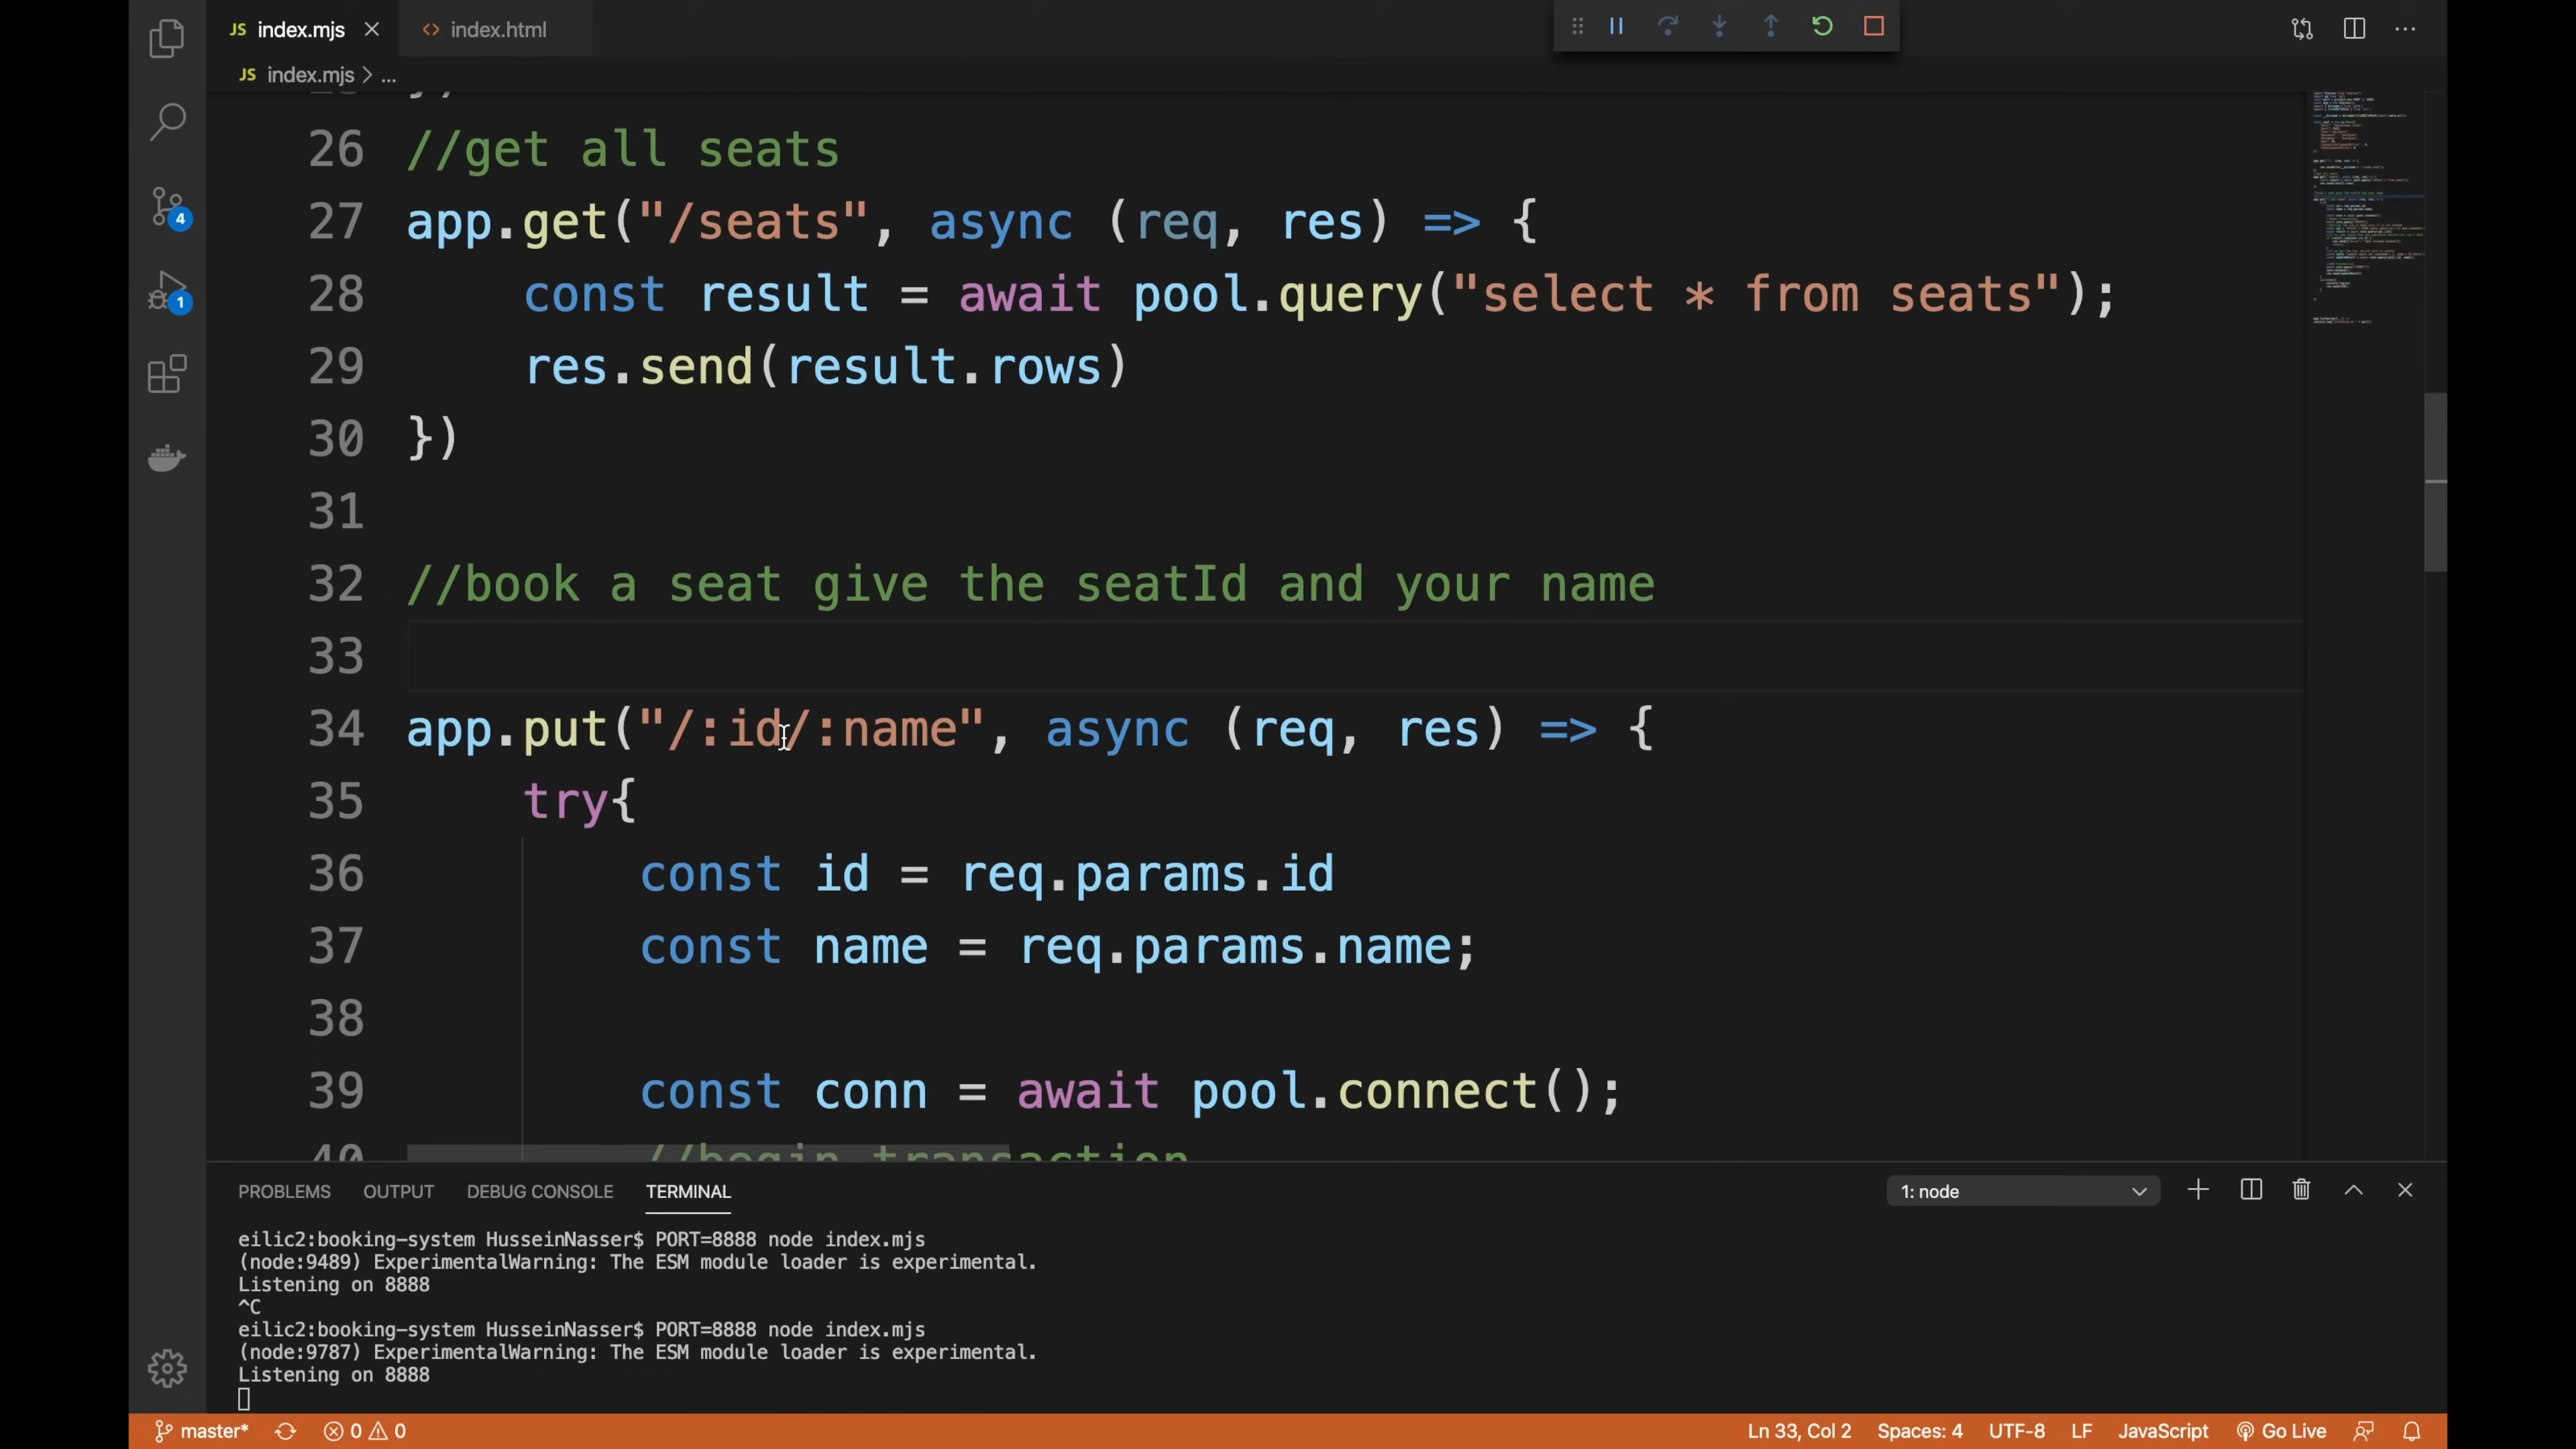 JS index.mjs
<> index.html
JS index.mjs > ...
26 //get all seats
27 app.get("/seats", async (req, res) => {
28 const result = await pool.query("select * from seats");
29 res.send(result.rows)
30 })
31
32 //book a seat give the seatId and your name
33
34 app.put("/:id/:name", async (req, res) => {
35 try{
36 const id = req.params.id
37 const name = req.params.name;
38
39 const conn = await pool.connect();
40 //begin transaction
4
1
PROBLEMS OUTPUT DEBUG CONSOLE TERMINAL 1: node
eilic2:booking-system HusseinNasser$ PORT=8888 node index.mjs
(node:9489) ExperimentalWarning: The ESM module loader is experimental.
Listening on 8888
^C
eilic2:booking-system HusseinNasser$ PORT=8888 node index.mjs
(node:9787) ExperimentalWarning: The ESM module loader is experimental.
Listening on 8888
master* 0 0 Ln 33, Col 2 Spaces: 4 UTF-8 LF JavaScript Go Live